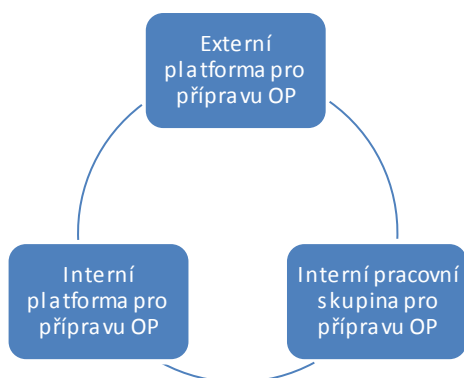 Externí
platforma pro
přípravu OP
Interní
platforma pro
přípravu OP
Interní pracovní
skupina pro
přípravu OP